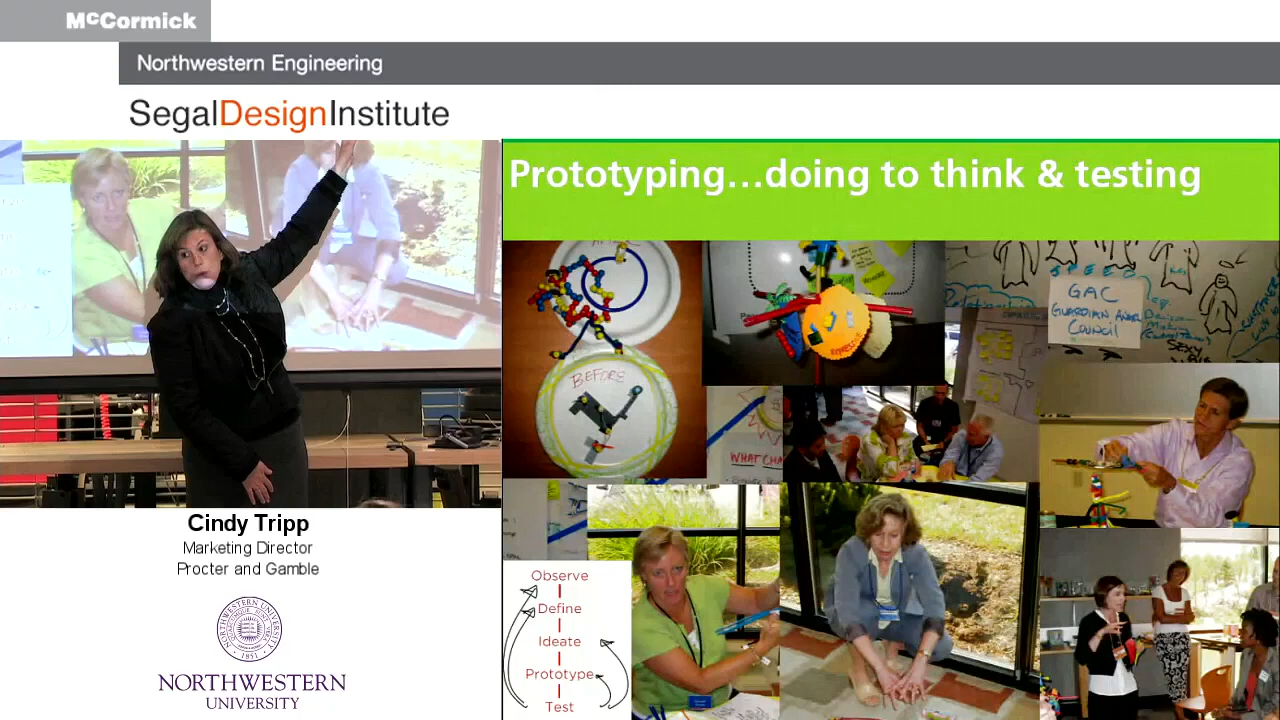 McCormick
Northwestern Engineering
SegalDesignInstitute
Prototyping...doing to think & testing
BEFORE
SPEED
GAC
GUARDIAN ANGEL
COUNCIL
WHAT CHA
Observe
Define
Ideate
Prototype
Test
Cindy Tripp
Marketing Director
Procter and Gamble
1851
NORTHWESTERN
UNIVERSITY